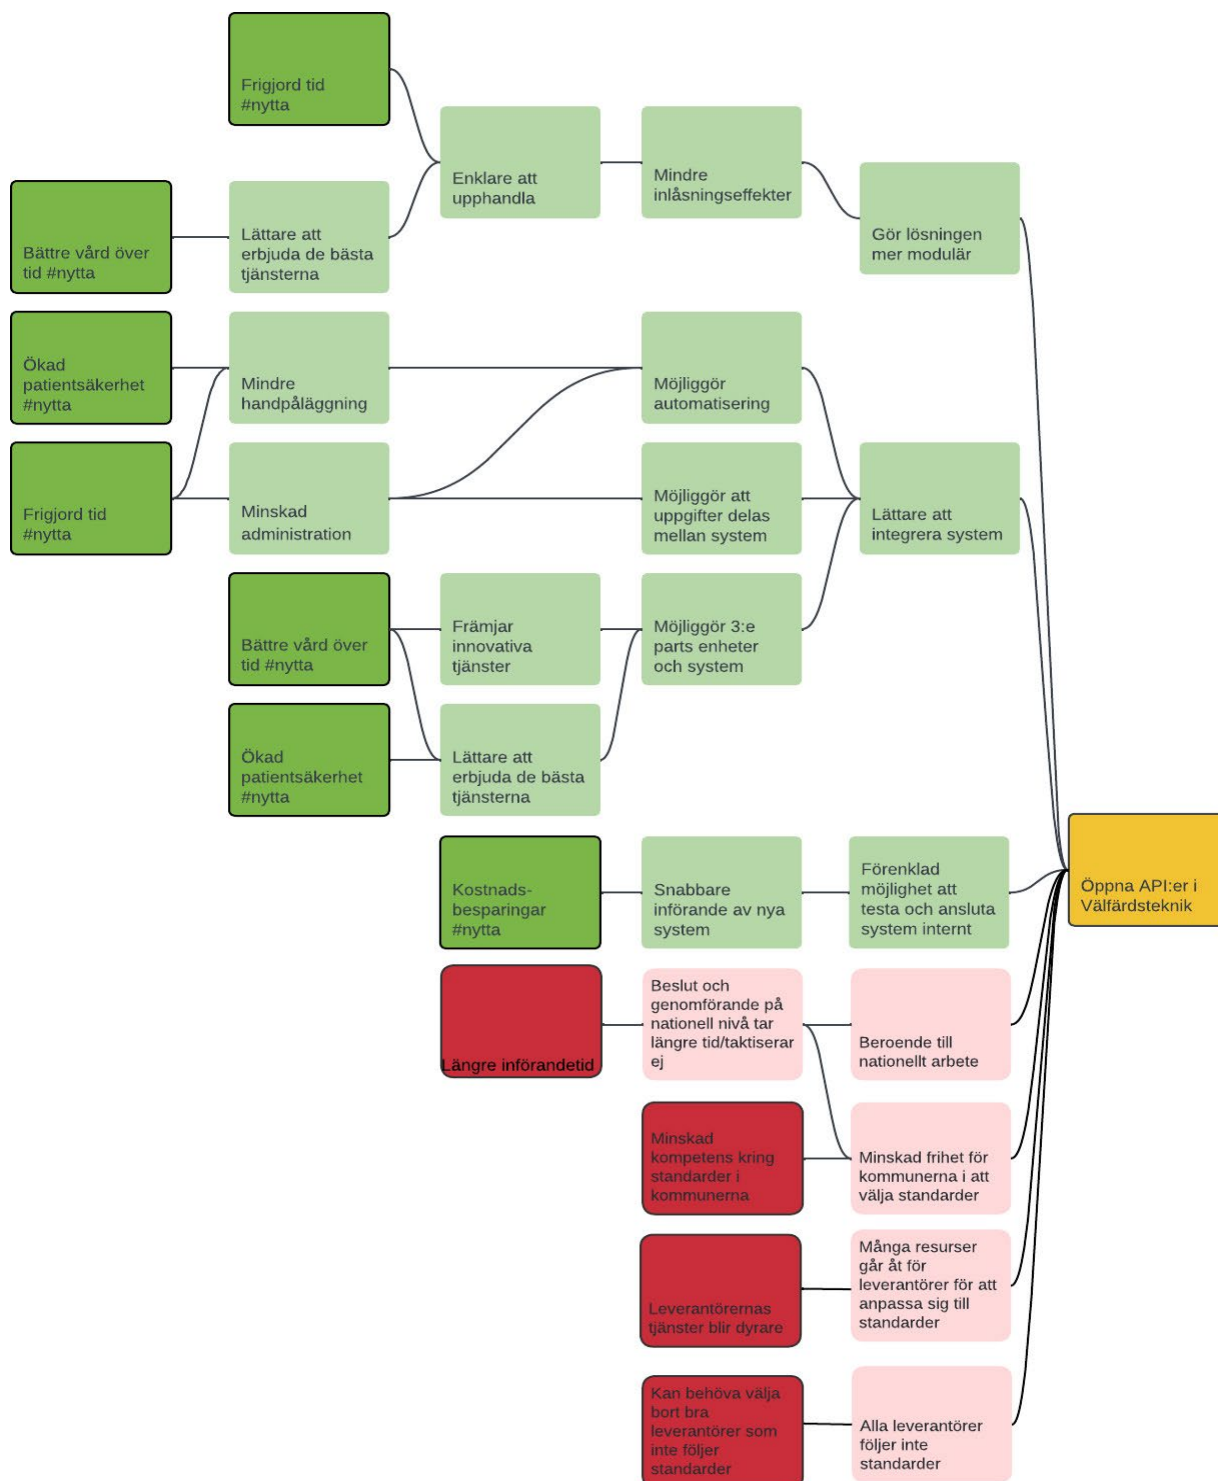 Frigjord tid
#nytta
Enklare att
upphandla
Mindre
inlåsningseffekter
Bättre vård över
tid #nytta
Lättare att
erbjuda de bästa
tjänsterna
Gör lösningen
mer modulär
Ökad
patientsäkerhet
#nytta
Mindre
handpåläggning
Möjliggör
automatisering
Frigjord tid
#nytta
Minskad
administration
Möjliggör att
uppgifter delas
mellan system
Lättare att
integrera system
Bättre vård över
tid #nytta
Främjar
innovativa
tjänster
Möjliggör 3:e
parts enheter
och system
Ökad
patientsäkerhet
#nytta
Lättare att
erbjuda de bästa
tjänsterna
Kostnads-
besparingar
#nytta
Snabbare
införande av nya
system
Förenklad
möjlighet att
testa och ansluta
system internt
Öppna API:er i
Välfärdsteknik
Längre införandetid
Beslut och
genomförande på
nationell nivå tar
längre tid/taktiserar
ej
Beroende till
nationellt arbete
Minskad
kompetens kring
standarder i
kommunerna
Minskad frihet för
kommunerna i att
välja standarder
Leverantörernas
tjänster blir dyrare
Många resurser
går åt för
leverantörer för att
anpassa sig till
standarder
Kan behöva välja
bort bra
leverantörer som
inte följer
standarder
Alla leverantörer
följer inte
standarder